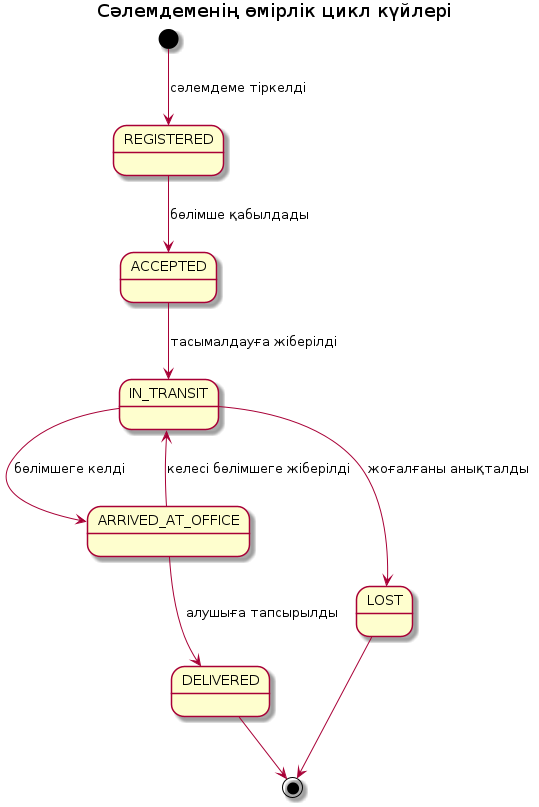 Сәлемдеменің өмірлік цикл күйлері
сәлемдеме тіркелді
REGISTERED
бөлімше қабылдады
ACCEPTED
тасымалдауға жіберілді
IN_TRANSIT
бөлімшеге келді
келесі бөлімшеге жіберілді
жоғалғаны анықталды
ARRIVED_AT_OFFICE
LOST
алушыға тапсырылды
DELIVERED